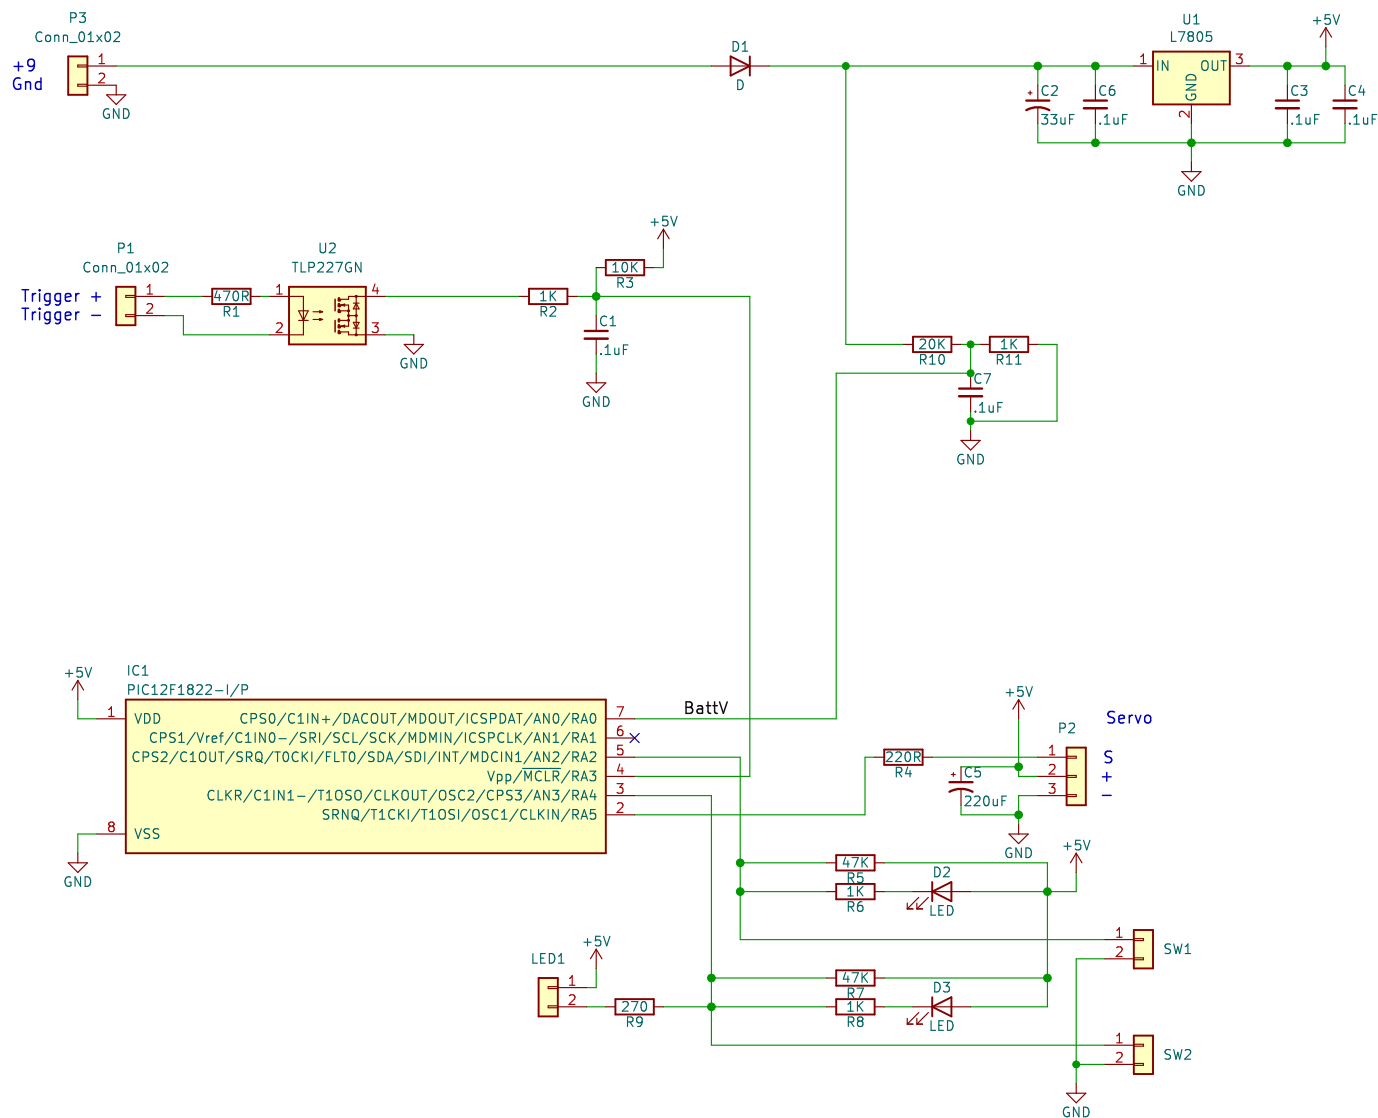 P3
Conn_01x02
+9
Gnd
1
2
GND
D1
D
U1
L7805
+5V
1
IN
OUT
3
GND
2
C2
33uF
C6
.1uF
C3
.1uF
C4
.1uF
GND
P1
Conn_01x02
Trigger +
Trigger -
1
2
470R
R1
U2
TLP227GN
1
2
4
3
GND
1K
R2
+5V
10K
R3
C1
.1uF
GND
20K
R10
1K
R11
C7
.1uF
GND
+5V
IC1
PIC12F1822-I/P
1
VDD
8
VSS
GND
CPS0/C1IN+/DACOUT/MDOUT/ICSPDAT/AN0/RA0
7
CPS1/Vref/C1IN0-/SRI/SCL/SCK/MDMIN/ICSPCLK/AN1/RA1
6
CPS2/C1OUT/SRQ/T0CKI/FLT0/SDA/SDI/INT/MDCIN1/AN2/RA2
5
Vpp/MCLR/RA3
4
CLKR/C1IN1-/T1OSO/CLKOUT/OSC2/CPS3/AN3/RA4
3
SRNQ/T1CKI/T1OSI/OSC1/CLKIN/RA5
2
BattV
220R
R4
+5V
C5
220uF
GND
P2
Servo
1
2
3
S
+
-
47K
R5
1K
R6
D2
LED
+5V
1
2
SW1
LED1
+5V
1
2
270
R9
47K
R7
1K
R8
D3
LED
1
2
SW2
GND